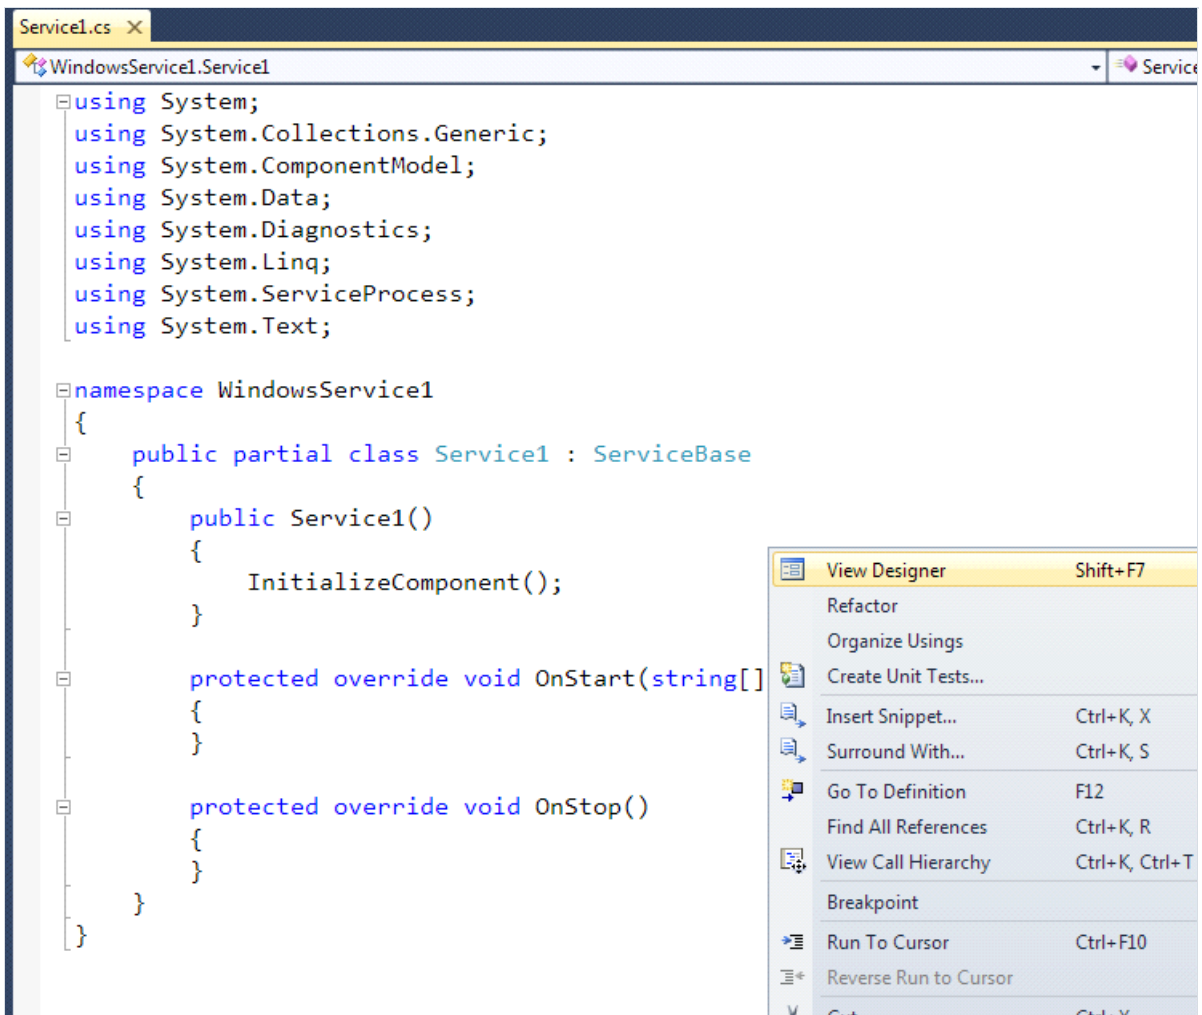 Service1.cs
WindowsService1.Service1
Service
using System;
using System.Collections.Generic;
using System.ComponentModel;
using System.Data;
using System.Diagnostics;
using System.Linq;
using System.ServiceProcess;
using System.Text;
namespace WindowsService1
{
public partial class Service1 : ServiceBase
{
public Service1()
{
InitializeComponent();
}
protected override void OnStart(string[]
{
}
protected override void OnStop()
{
}
}
}
View Designer Shift+F7
Refactor
Organize Usings
Create Unit Tests...
Insert Snippet... Ctrl+K, X
Surround With... Ctrl+K, S
Go To Definition F12
Find All References Ctrl+K, R
View Call Hierarchy Ctrl+K, Ctrl+T
Breakpoint
Run To Cursor Ctrl+F10
Reverse Run to Cursor